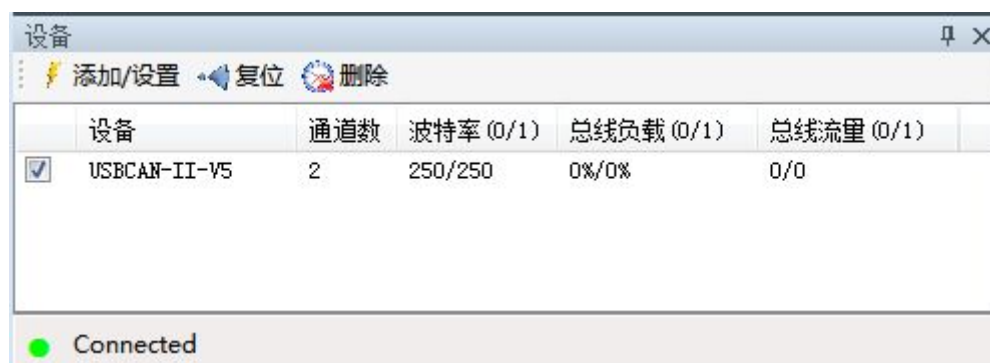 设备
添加/设置 复位 删除
设备 通道数 波特率(0/1) 总线负载(0/1) 总线流量(0/1)
USBCAN-II-V5 2 250/250 0%/0% 0/0
Connected